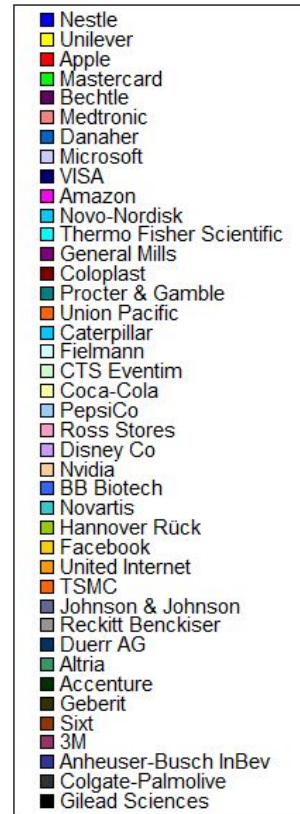 Nestle
Unilever
Apple
Mastercard
Bechtle
Medtronic
Danaher
Microsoft
VISA
Amazon
Novo-Nordisk
Thermo Fisher Scientific
General Mills
Coloplast
Procter & Gamble
Union Pacific
Caterpillar
Fielmann
CTS Eventim
Coca-Cola
PepsiCo
Ross Stores
Disney Co
Nvidia
BB Biotech
Novartis
Hannover Rück
Facebook
United Internet
TSMC
Johnson & Johnson
Reckitt Benckiser
Duerr AG
Altria
Accenture
Geberit
Sixt
3M
Anheuser-Busch InBev
Colgate-Palmolive
Gilead Sciences